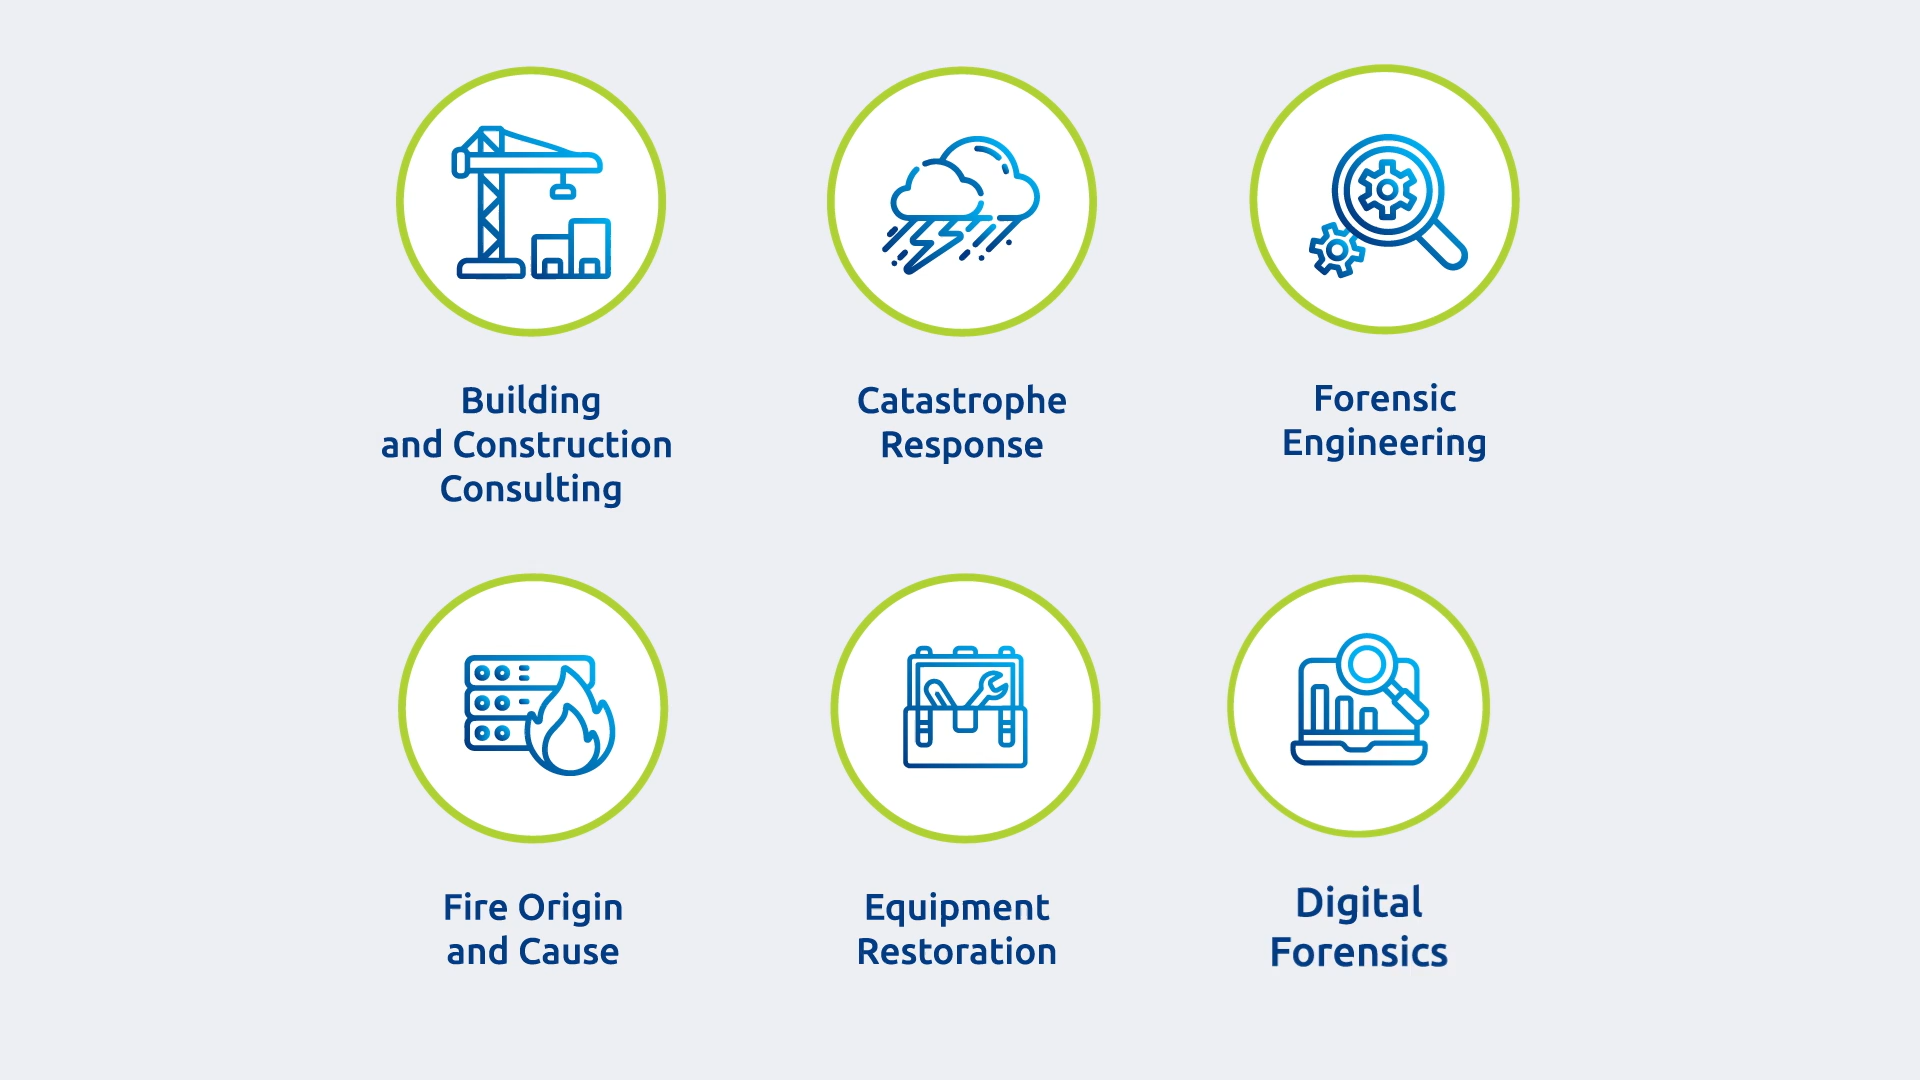 Building
and Construction
Consulting
Catastrophe
Response
Forensic
Engineering
Fire Origin
and Cause
Equipment
Restoration
Digital
Forensics